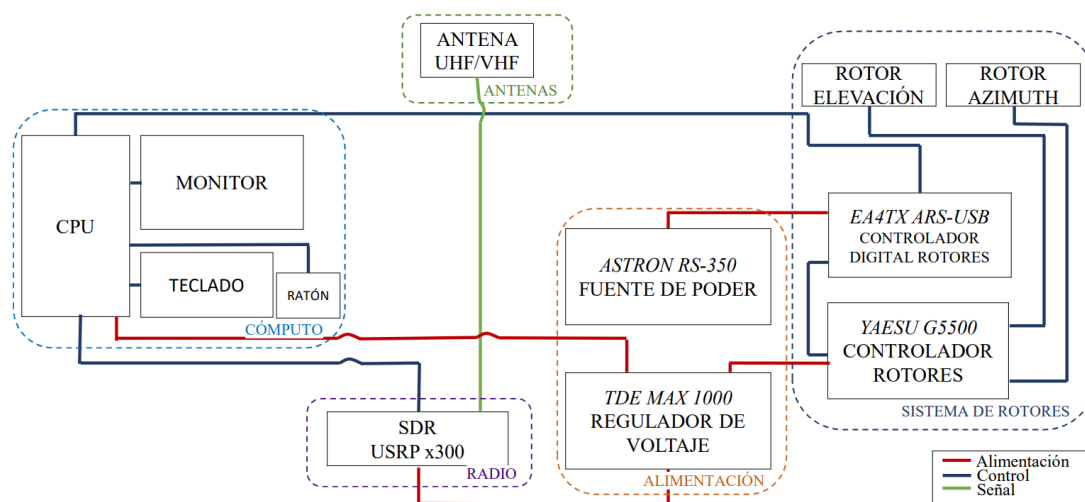 ANTENA
UHF/VHF
ANTENAS
ROTOR
ELEVACIÓN
ROTOR
AZIMUTH
CPU
MONITOR
TECLADO
RATÓN
CÓMPUTO
EA4TX ARS-USB
CONTROLADOR
DIGITAL ROTORES
ASTRON RS-350
FUENTE DE PODER
YAESU G5500
CONTROLADOR
ROTORES
SISTEMA DE ROTORES
TDE MAX 1000
REGULADOR DE
VOLTAJE
ALIMENTACIÓN
SDR
USRP x300
RADIO
Alimentación
Control
Señal